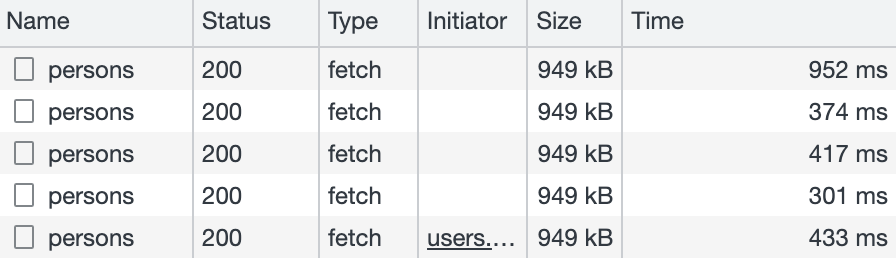 Name Status Type Initiator Size Time
persons 200 fetch 949 kB 952 ms
persons 200 fetch 949 kB 374 ms
persons 200 fetch 949 kB 417 ms
persons 200 fetch 949 kB 301 ms
persons 200 fetch users.... 949 kB 433 ms